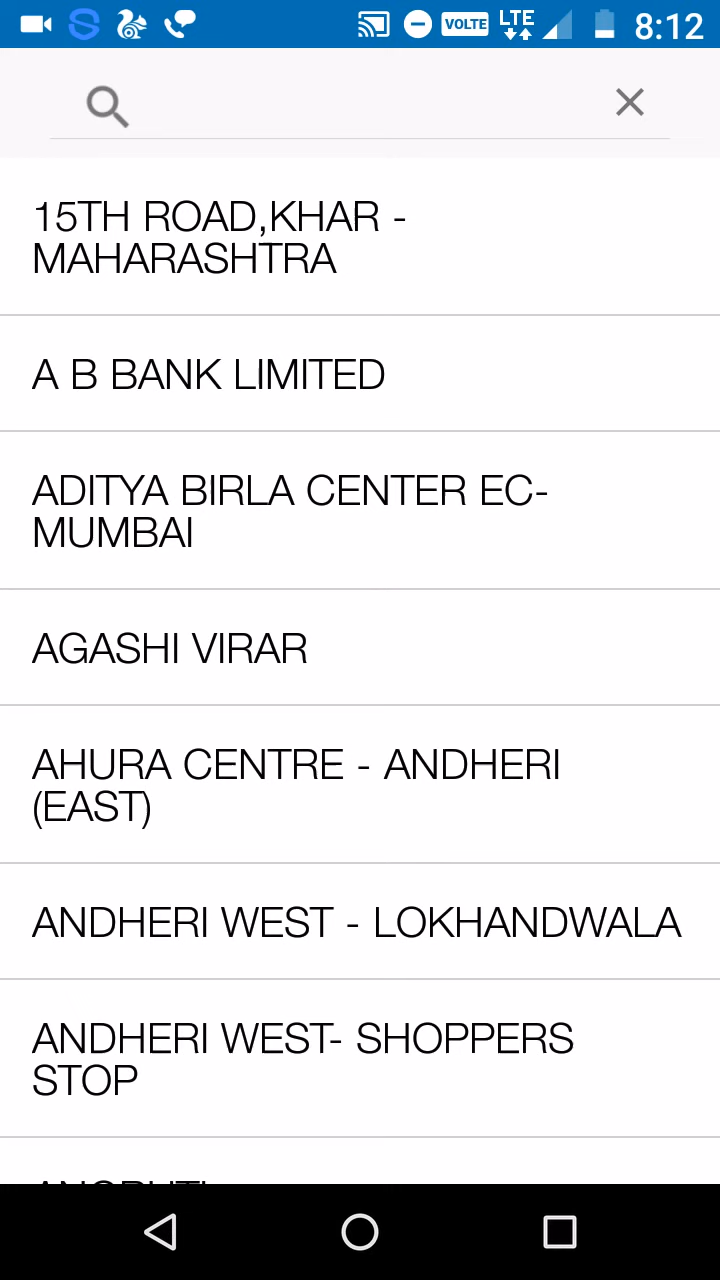 VOLTE LTE 8:12
15TH ROAD,KHAR -
MAHARASHTRA
A B BANK LIMITED
ADITYA BIRLA CENTER EC-
MUMBAI
AGASHI VIRAR
AHURA CENTRE - ANDHERI
(EAST)
ANDHERI WEST - LOKHANDWALA
ANDHERI WEST- SHOPPERS
STOP